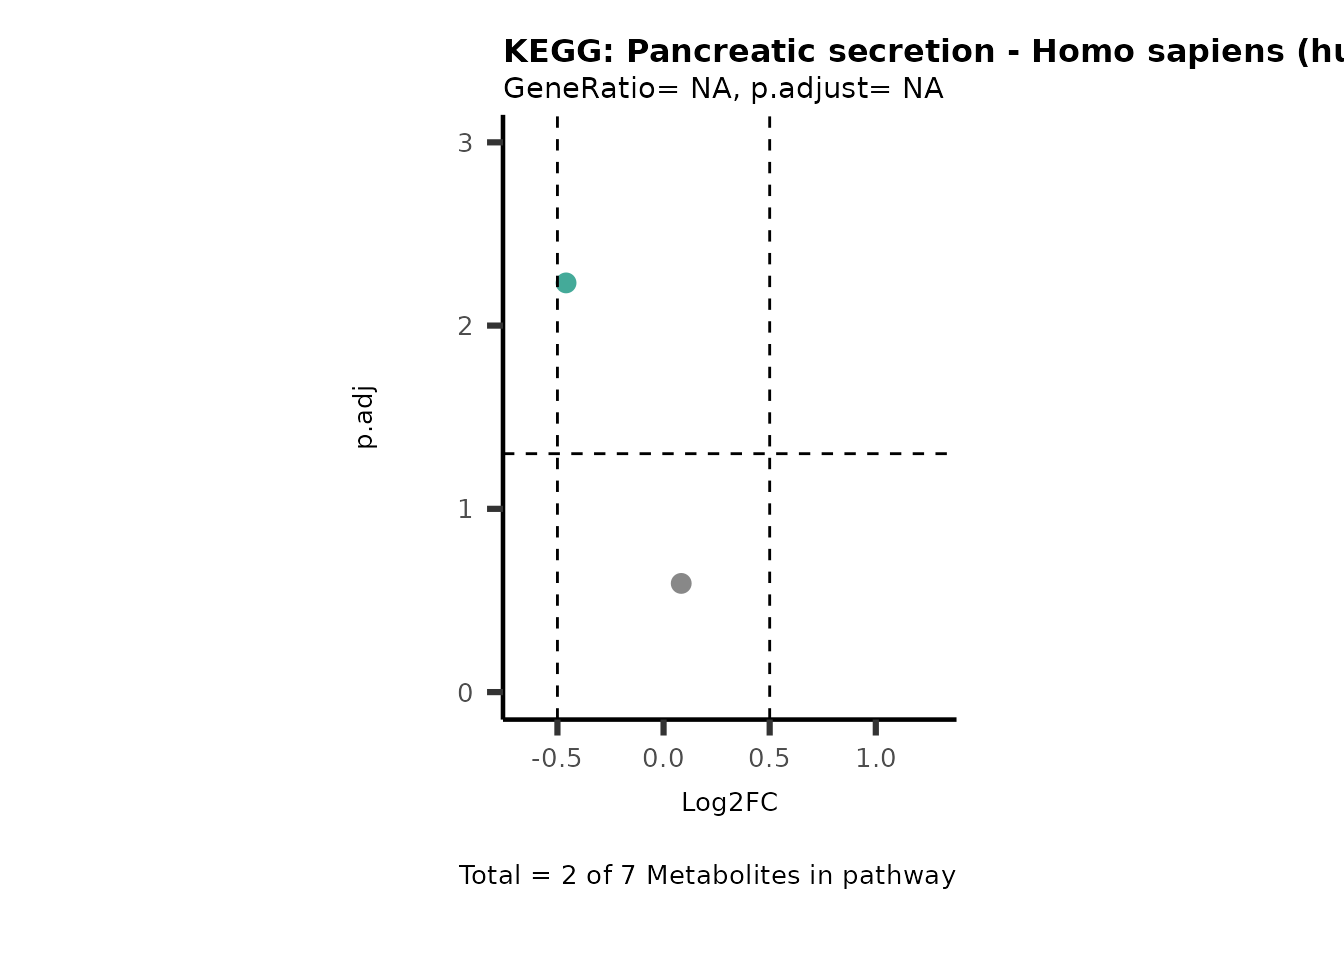 KEGG: Pancreatic secretion - Homo sapiens (hu
GeneRatio= NA, p.adjust= NA
3
2
1
0
p.adj
-0.5 0.0 0.5 1.0
Log2FC
Total = 2 of 7 Metabolites in pathway